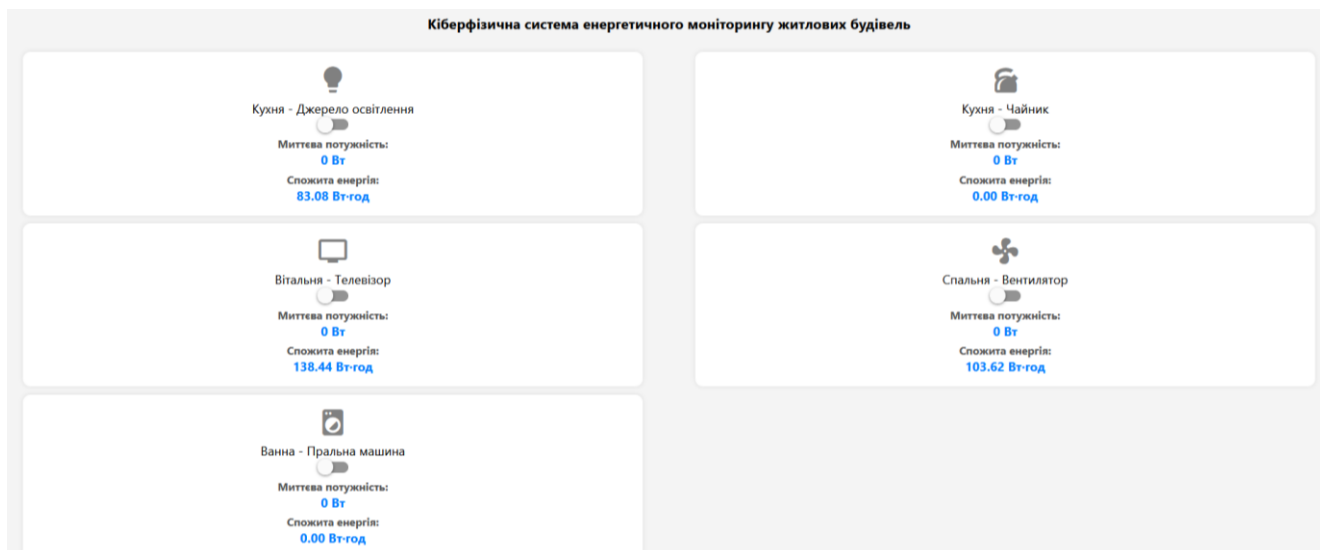 Кіберфізична система енергетичного моніторингу житлових будівель
Кухня - Джерело освітлення
Миттєва потужність:
0 Вт
Спожита енергія:
83.08 Вт·год
Кухня - Чайник
Миттєва потужність:
0 Вт
Спожита енергія:
0.00 Вт·год
Вітальня - Телевізор
Миттєва потужність:
0 Вт
Спожита енергія:
138.44 Вт·год
Спальня - Вентилятор
Миттєва потужність:
0 Вт
Спожита енергія:
103.62 Вт·год
Ванна - Пральна машина
Миттєва потужність:
0 Вт
Спожита енергія:
0.00 Вт·год